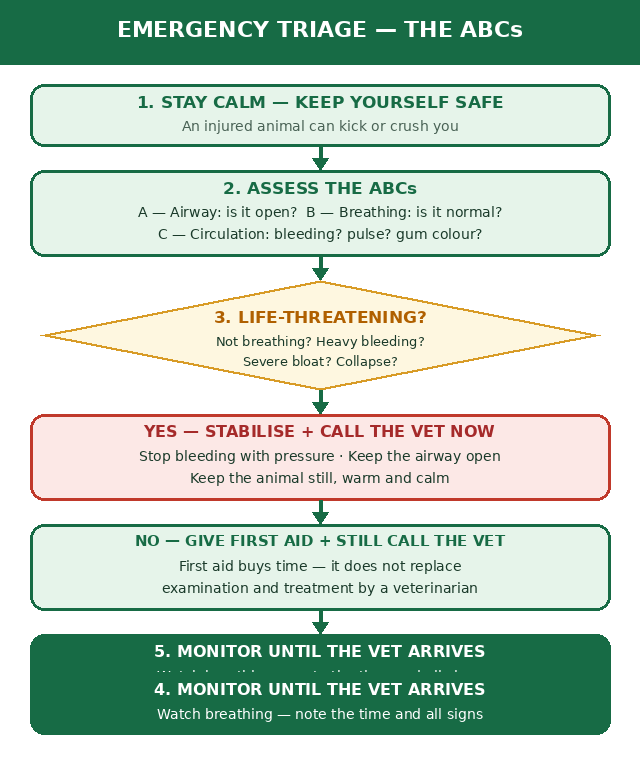 EMERGENCY TRIAGE — THE ABCs
1. STAY CALM — KEEP YOURSELF SAFE
An injured animal can kick or crush you
2. ASSESS THE ABCs
A — Airway: is it open?  B — Breathing: is it normal?
C — Circulation: bleeding? pulse? gum colour?
3. LIFE-THREATENING?
Not breathing? Heavy bleeding?
Severe bloat? Collapse?
YES — STABILISE + CALL THE VET NOW
Stop bleeding with pressure · Keep the airway open
Keep the animal still, warm and calm
NO — GIVE FIRST AID + STILL CALL THE VET
First aid buys time — it does not replace
examination and treatment by a veterinarian
5. MONITOR UNTIL THE VET ARRIVES
4. MONITOR UNTIL THE VET ARRIVES
Watch breathing — note the time and all signs